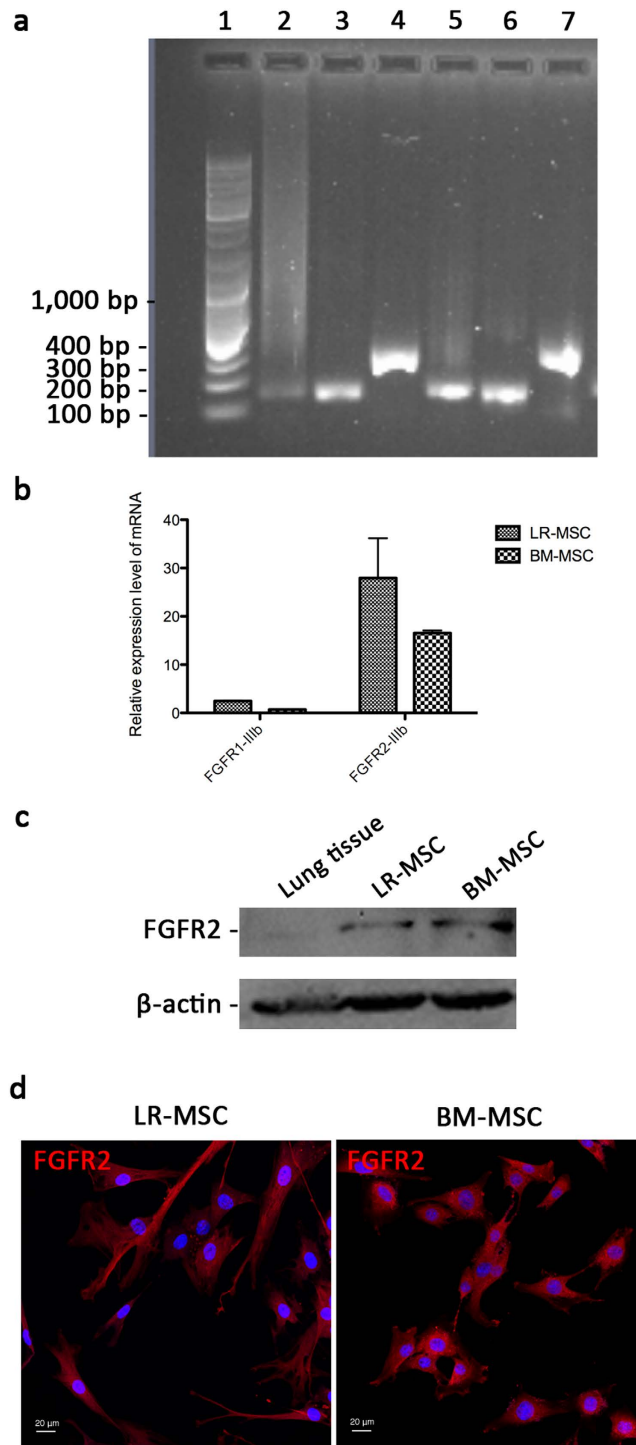 a
1 2 3 4 5 6 7
1,000 bp -
400 bp -
300 bp -
200 bp -
100 bp -
b
Relative expression level of mRNA
40
30
20
10
0
FGFR1-IIIb
FGFR2-IIIb
LR-MSC
BM-MSC
c
Lung tissue
LR-MSC
BM-MSC
FGFR2 -
β-actin -
d
LR-MSC BM-MSC
FGFR2 FGFR2
20 µm 20 µm